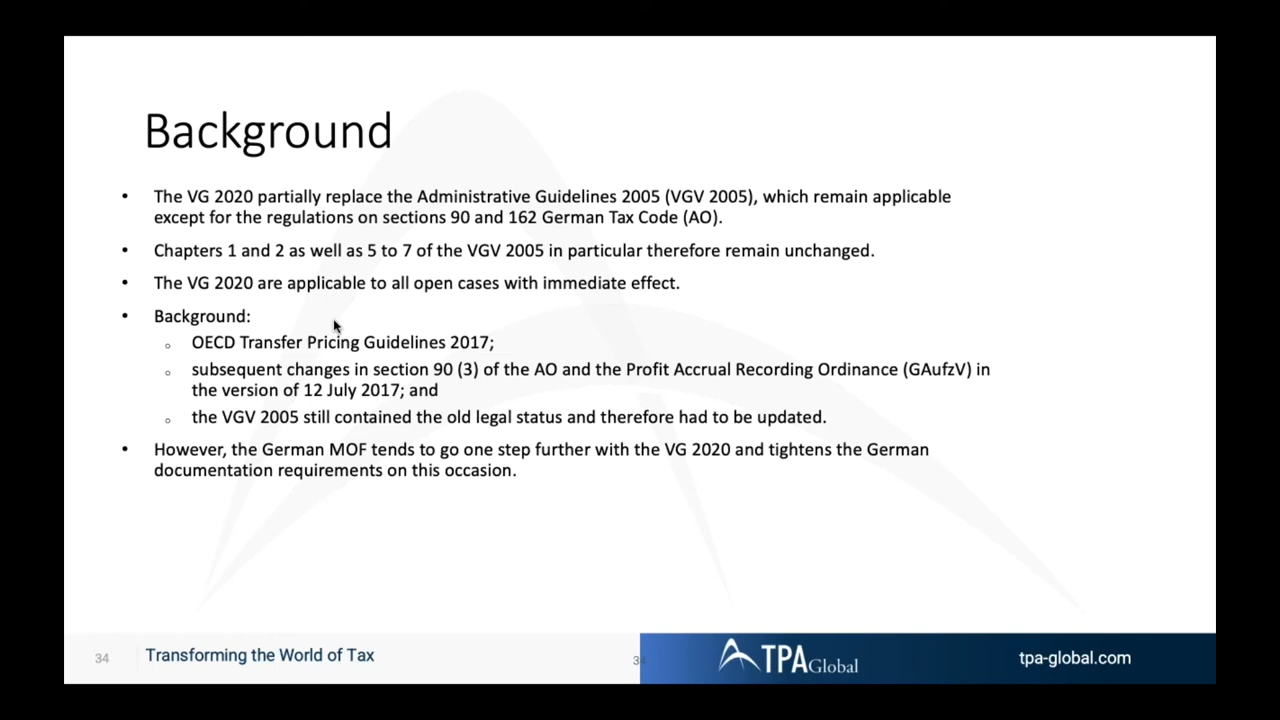 Background
• The VG 2020 partially replace the Administrative Guidelines 2005 (VGV 2005), which remain applicable
except for the regulations on sections 90 and 162 German Tax Code (AO).
• Chapters 1 and 2 as well as 5 to 7 of the VGV 2005 in particular therefore remain unchanged.
• The VG 2020 are applicable to all open cases with immediate effect.
• Background:
○ OECD Transfer Pricing Guidelines 2017;
○ subsequent changes in section 90 (3) of the AO and the Profit Accrual Recording Ordinance (GAufzV) in
the version of 12 July 2017; and
○ the VGV 2005 still contained the old legal status and therefore had to be updated.
• However, the German MOF tends to go one step further with the VG 2020 and tightens the German
documentation requirements on this occasion.
34 Transforming the World of Tax TPA Global tpa-global.com